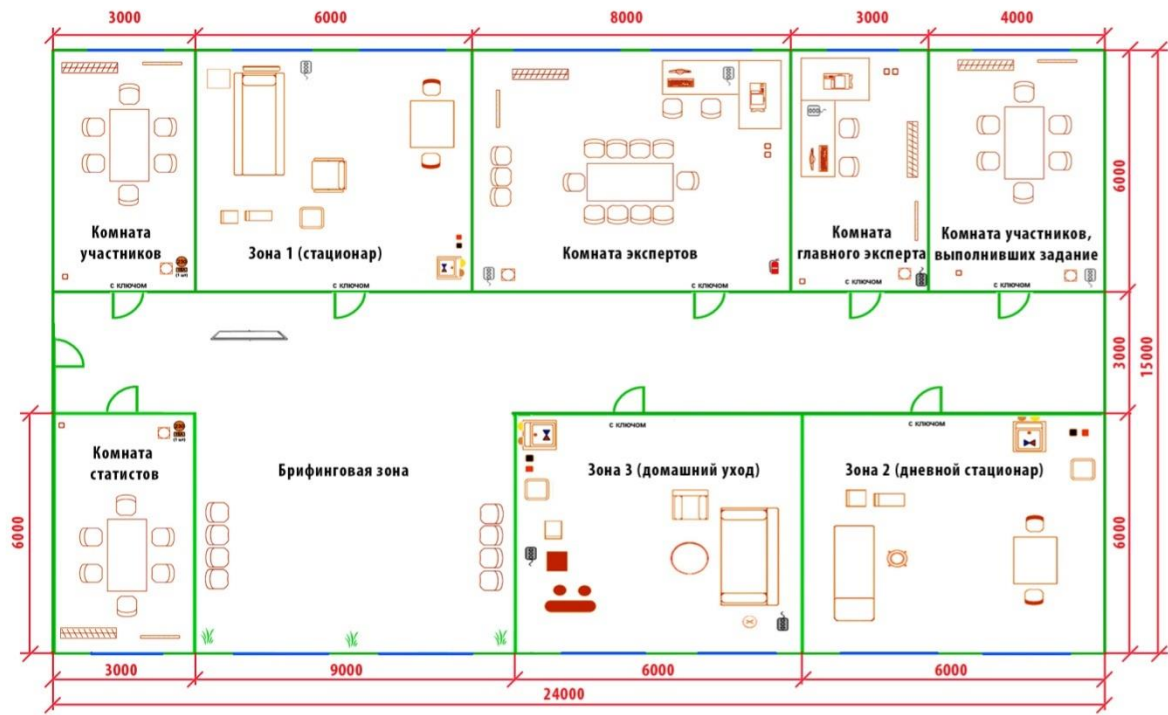 3000
6000
8000
3000
4000
Комната
участников
Зона 1 (стационар)
Комната экспертов
Комната
главного эксперта
Комната участников,
выполнивших задание
с ключом
с ключом
с ключом
с ключом
с ключом
6000
3000
15000
с ключом
с ключом
Комната
статистов
Брифинговая зона
Зона 3 (домашний уход)
Зона 2 (дневной стационар)
6000
6000
3000
9000
6000
6000
24000